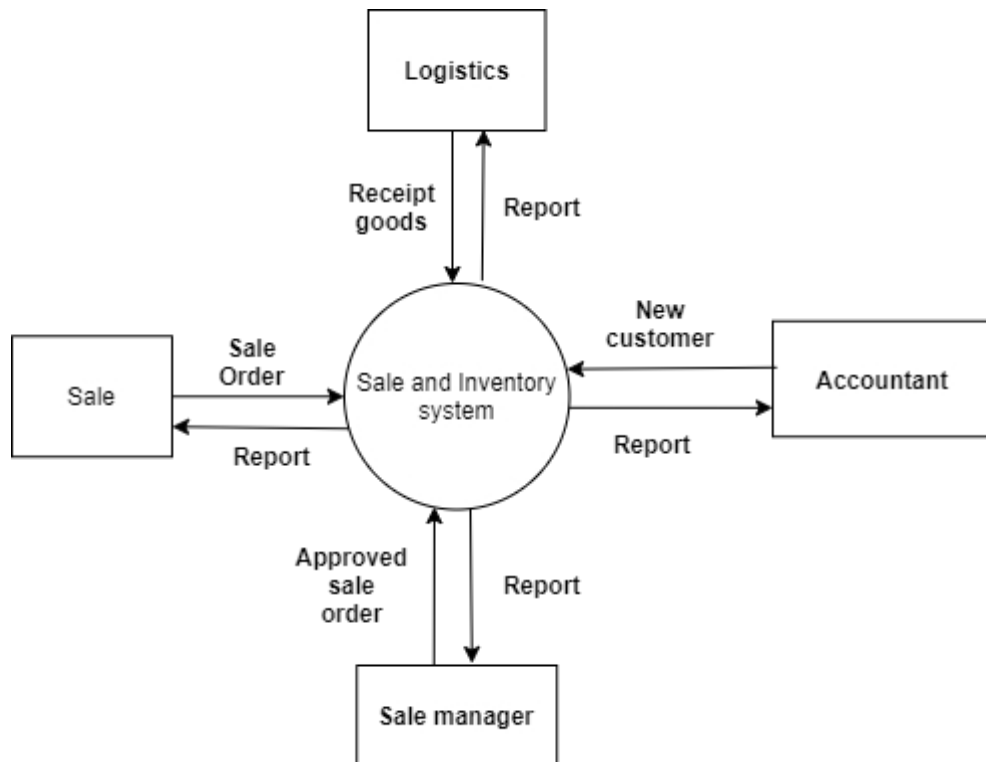 Logistics
Receipt
goods
Report
New
customer
Sale
Order
Sale
Sale and Inventory
system
Accountant
Report
Report
Approved
sale
order
Report
Sale manager